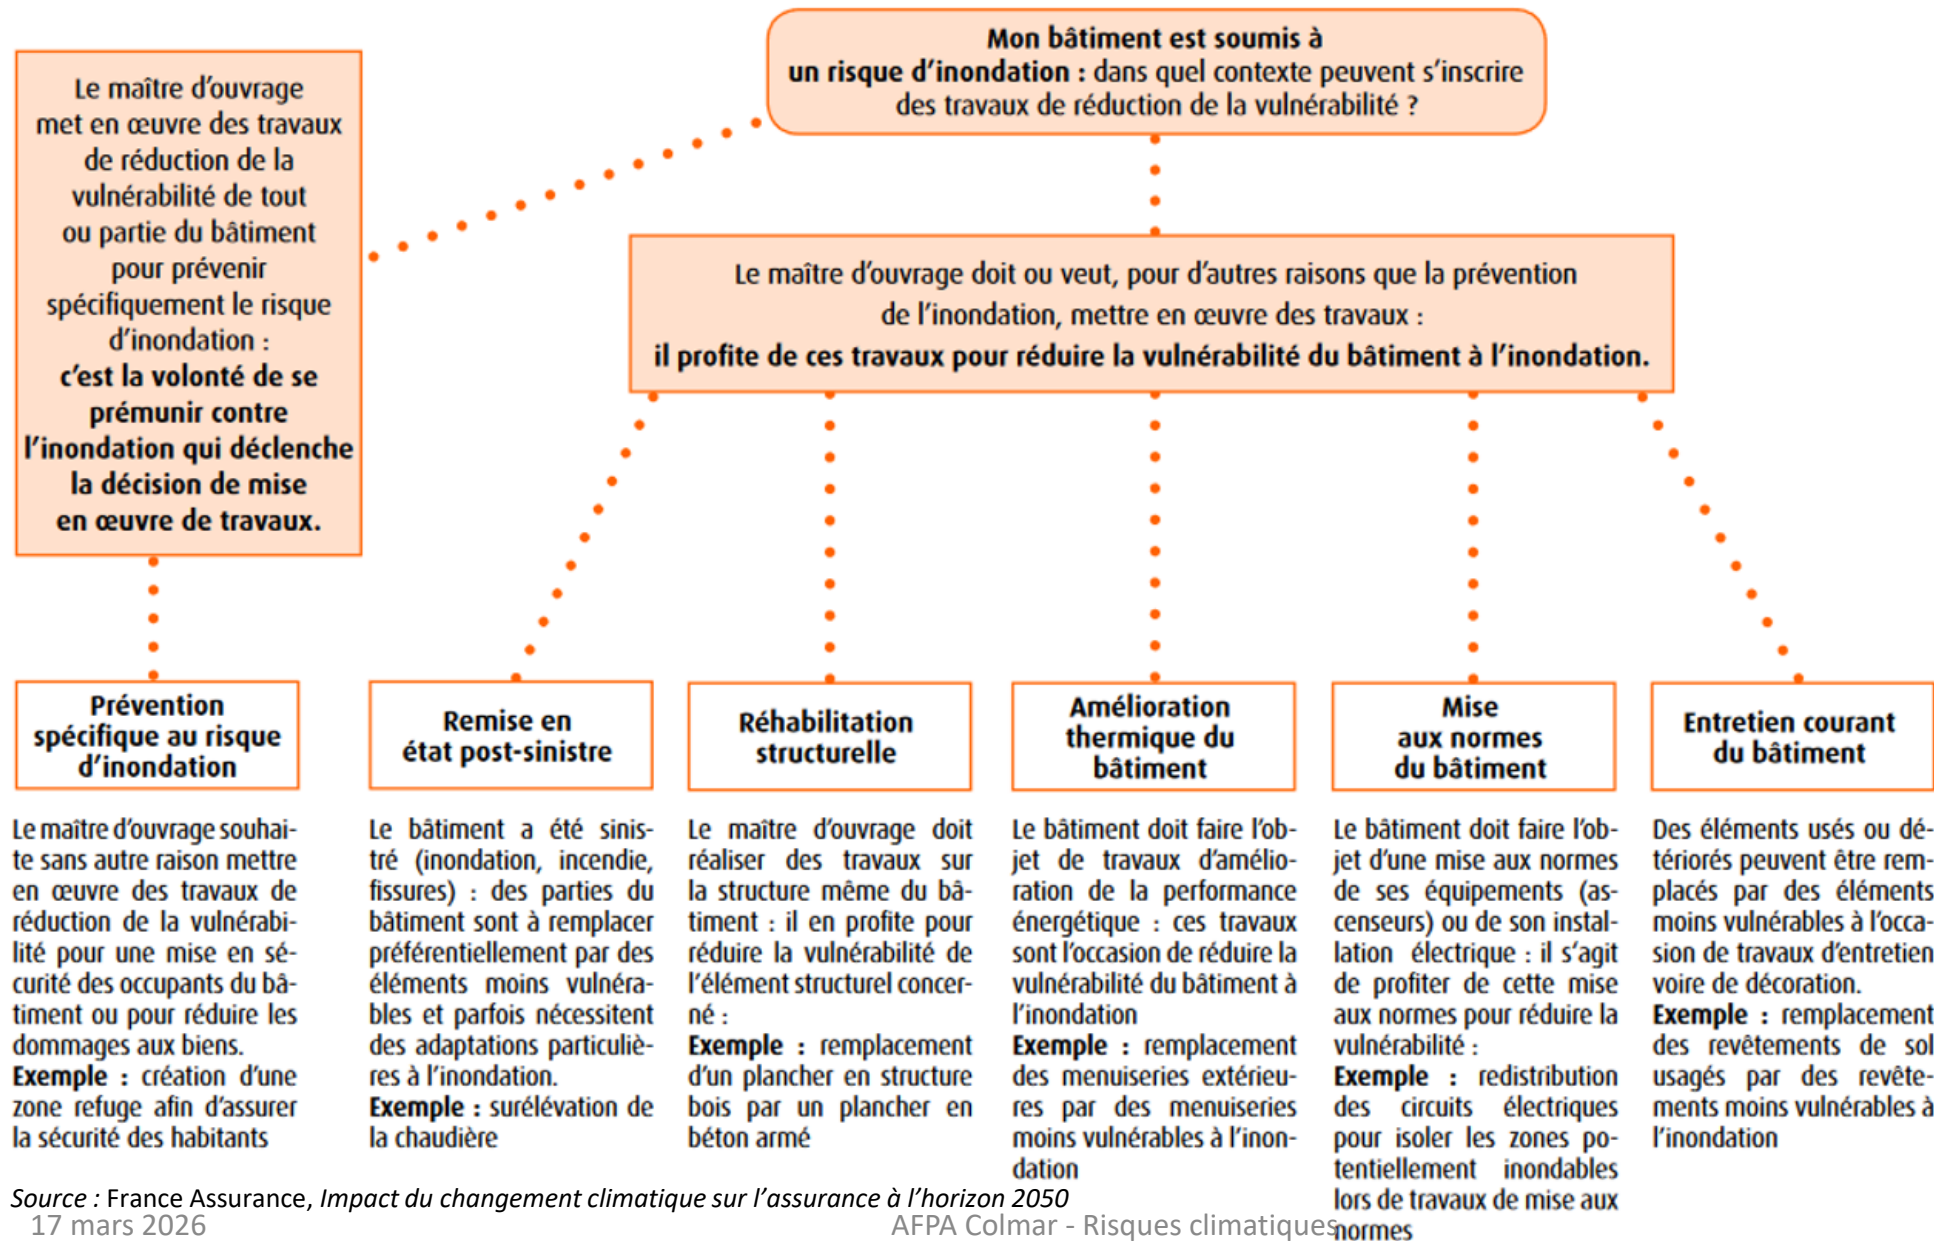 Mon bâtiment est soumis à
un risque d'inondation : dans quel contexte peuvent s'inscrire
des travaux de réduction de la vulnérabilité ?
Le maître d'ouvrage
met en œuvre des travaux
de réduction de la
vulnérabilité de tout
ou partie du bâtiment
pour prévenir
spécifiquement le risque
d'inondation :
c'est la volonté de se
prémunir contre
l'inondation qui déclenche
la décision de mise
en œuvre de travaux.
Le maître d'ouvrage doit ou veut, pour d'autres raisons que la prévention
de l'inondation, mettre en œuvre des travaux :
il profite de ces travaux pour réduire la vulnérabilité du bâtiment à l'inondation.
Prévention
spécifique au risque
d'inondation
Le maître d'ouvrage souhai-
te sans autre raison mettre
en œuvre des travaux de
réduction de la vulnérabi-
lité pour une mise en sé-
curité des occupants du bâ-
timent ou pour réduire les
dommages aux biens.
Exemple : création d'une
zone refuge afin d'assurer
la sécurité des habitants
Remise en
état post-sinistre
Le bâtiment a été sinis-
tré (inondation, incendie,
fissures) : des parties du
bâtiment sont à remplacer
préférentiellement par des
éléments moins vulnéra-
bles et parfois nécessitent
des adaptations particuliè-
res à l'inondation.
Exemple : surélévation de
la chaudière
Réhabilitation
structurelle
Le maître d'ouvrage doit
réaliser des travaux sur
la structure même du bâ-
timent : il en profite pour
réduire la vulnérabilité de
l'élément structurel concer-
né :
Exemple : remplacement
d'un plancher en structure
bois par un plancher en
béton armé
Amélioration
thermique du
bâtiment
Le bâtiment doit faire l'ob-
jet de travaux d'amélio-
ration de la performance
énergétique : ces travaux
sont l'occasion de réduire la
vulnérabilité du bâtiment à
l'inondation
Exemple : remplacement
des menuiseries extérieu-
res par des menuiseries
moins vulnérables à l'inon-
dation
Mise
aux normes
du bâtiment
Le bâtiment doit faire l'ob-
jet d'une mise aux normes
de ses équipements (as-
censeurs) ou de son instal-
lation électrique : il s'agit
de profiter de cette mise
aux normes pour réduire la
vulnérabilité :
Exemple : redistribution
des circuits électriques
pour isoler les zones po-
tentiellement inondables
lors de travaux de mise aux
normes
Entretien courant
du bâtiment
Des éléments usés ou dé-
tériorés peuvent être rem-
placés par des éléments
moins vulnérables à l'occa-
sion de travaux d'entretien
voire de décoration.
Exemple : remplacement
des revêtements de sol
usagés par des revête-
ments moins vulnérables à
l'inondation
Source : France Assurance, Impact du changement climatique sur l'assurance à l'horizon 2050
17 mars 2026
AFPA Colmar - Risques climatiques